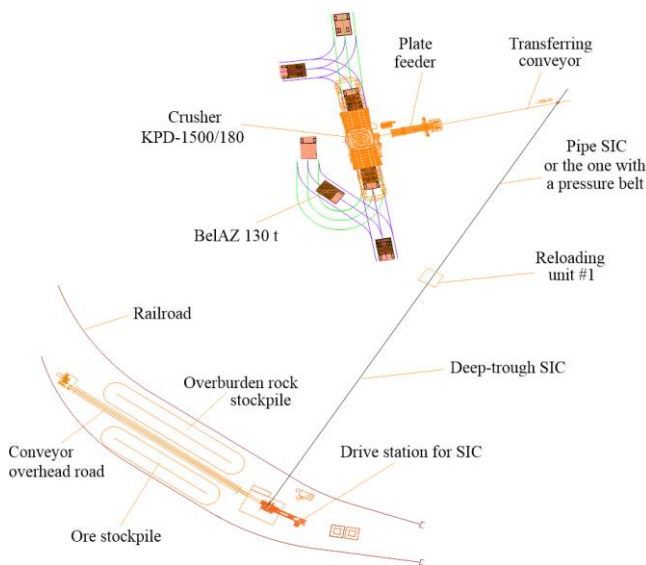 Plate
feeder
Transferring
conveyor
Crusher
KPD-1500/180
Pipe SIC
or the one with
a pressure belt
BelAZ 130 t
Reloading
unit #1
Railroad
Overburden rock
stockpile
Deep-trough SIC
Conveyor
overhead road
Drive station for SIC
Ore stockpile